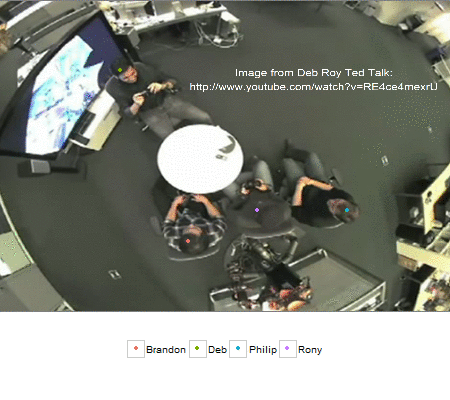 Image from Deb Roy Ted Talk:
http://www.youtube.com/watch?v=RE4ce4mexrU
Brandon Deb Philip Rony